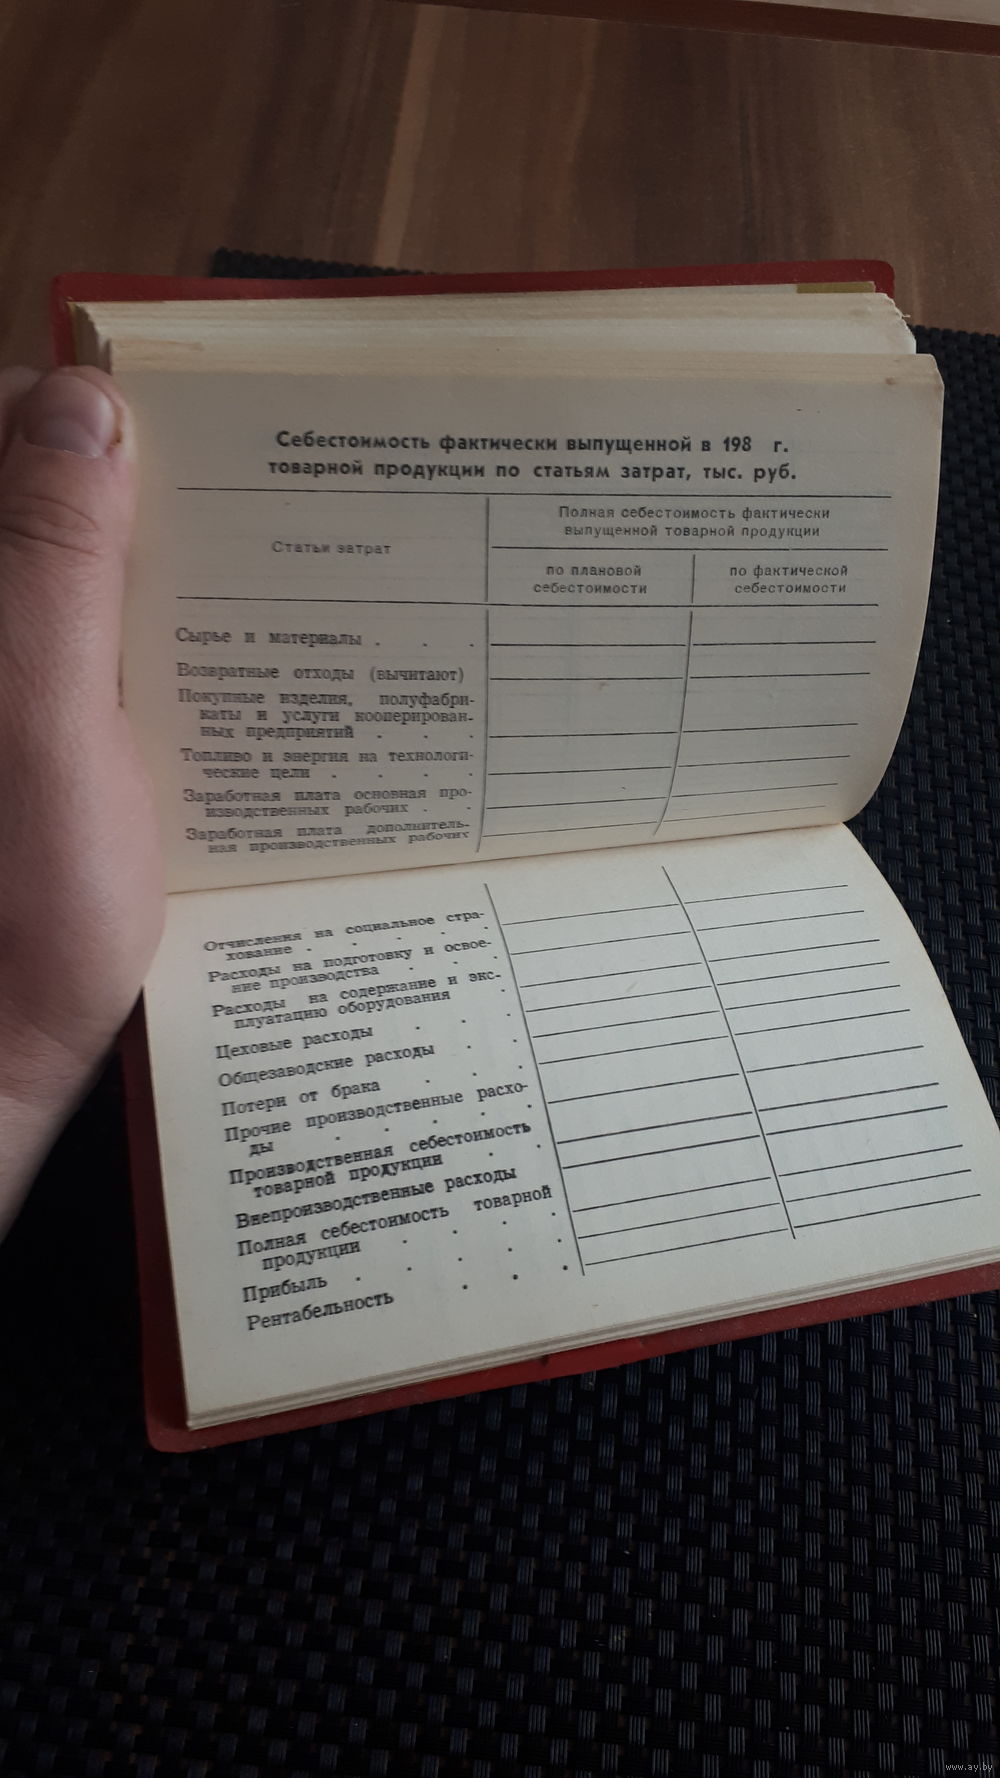 Себестоимость фактически выпущенной в 198 г.
товарной продукции по статьям затрат, тыс. руб.
Статьи затрат
Полная себестоимость фактически
выпущенной товарной продукции
по плановой
себестоимости
по фактической
себестоимости
Сырье и материалы . . .
Возвратные отходы (вычитают)
Покупные изделия, полуфабри-
каты и услуги кооперирован-
ных предприятий . . .
Топливо и энергия на технологи-
ческие цели . . . .
Заработная плата основная про-
изводственных рабочих . .
Заработная плата дополнитель-
ная производственных рабочих
Отчисления на социальное стра-
хование . . . . .
Расходы на подготовку и освое-
ние производства . . .
Расходы на содержание и экс-
плуатацию оборудования .
Цеховые расходы . . .
Общезаводские расходы . .
Потери от брака . . .
Прочие производственные расхо-
ды . . . . .
Производственная себестоимость
товарной продукции . .
Внепроизводственные расходы
Полная себестоимость товарной
продукции . . . .
Прибыль . . . . .
Рентабельность . . .
www.ay.by